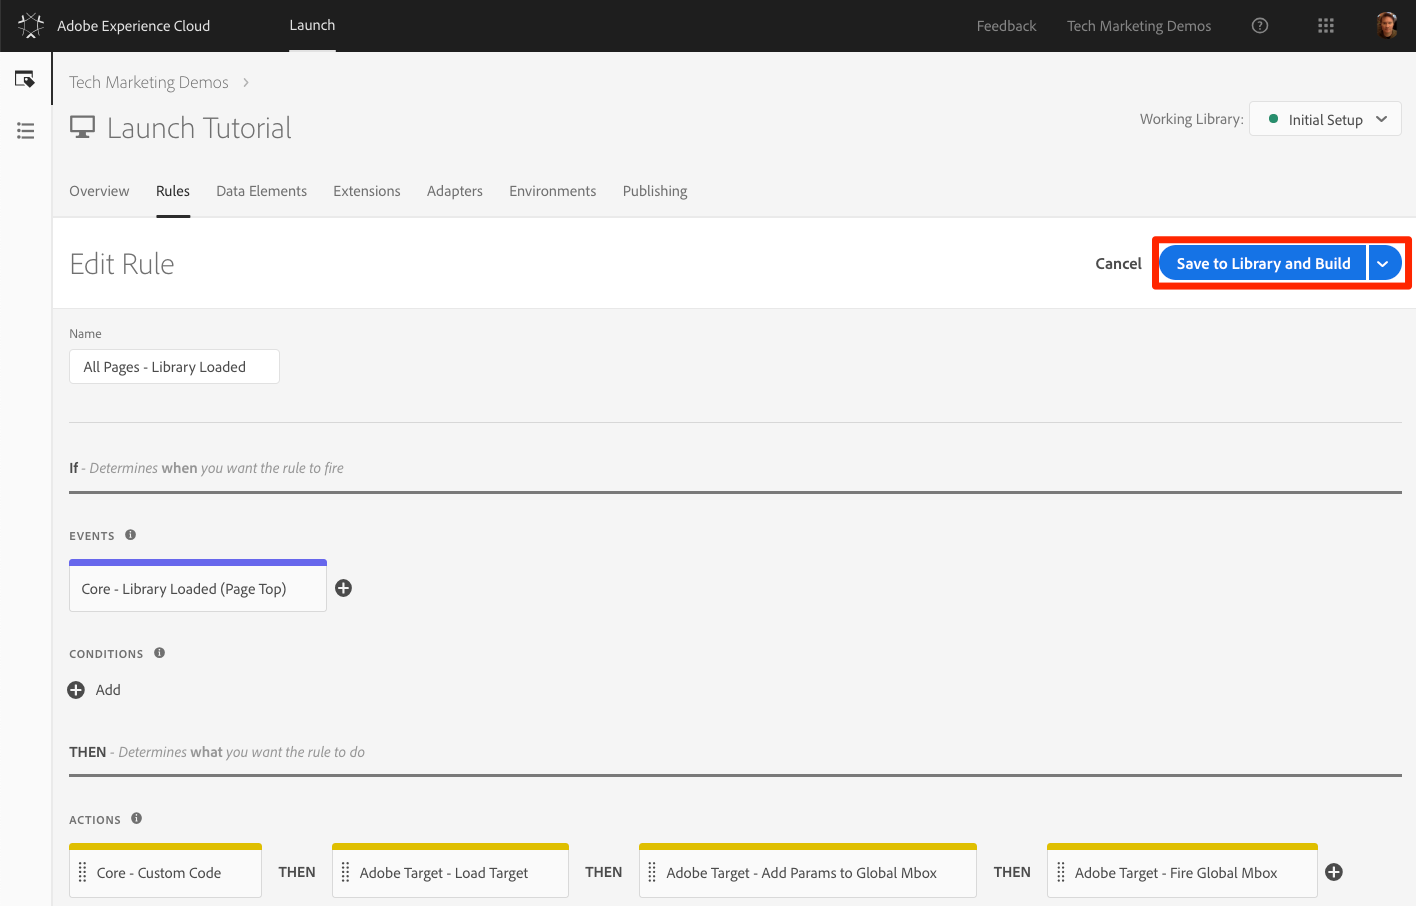 Adobe Experience Cloud
Launch
Feedback
Tech Marketing Demos
Tech Marketing Demos
Launch Tutorial
Working Library:
Initial Setup
Overview
Rules
Data Elements
Extensions
Adapters
Environments
Publishing
Edit Rule
Cancel
Save to Library and Build
Name
All Pages - Library Loaded
If - Determines when you want the rule to fire
EVENTS
Core - Library Loaded (Page Top)
CONDITIONS
Add
THEN - Determines what you want the rule to do
ACTIONS
Core - Custom Code
THEN
Adobe Target - Load Target
THEN
Adobe Target - Add Params to Global Mbox
THEN
Adobe Target - Fire Global Mbox